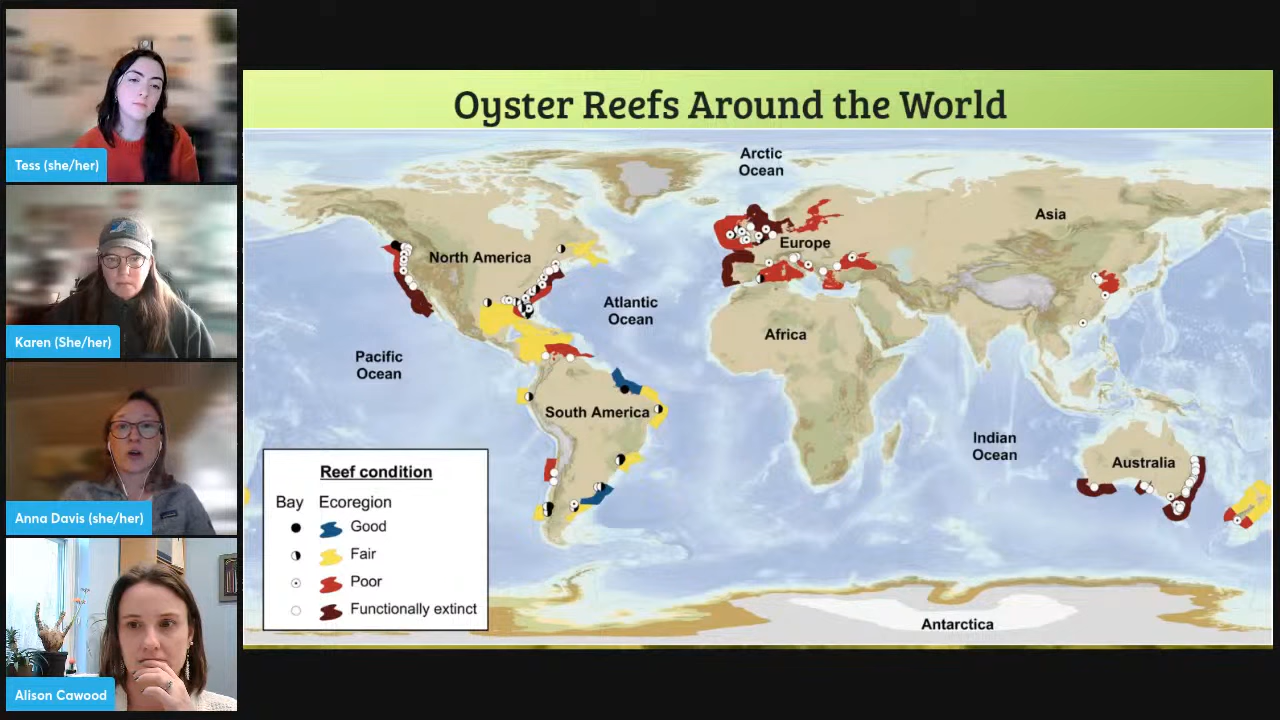 Tess (she/her)
Karen (She/her)
Anna Davis (she/her)
Alison Cawood
Oyster Reefs Around the World
Arctic
Ocean
Asia
Europe
North America
Atlantic
Ocean
Africa
Pacific
Ocean
South America
Indian
Ocean
Australia
Reef condition
Bay Ecoregion
Good
Fair
Poor
Functionally extinct
Antarctica